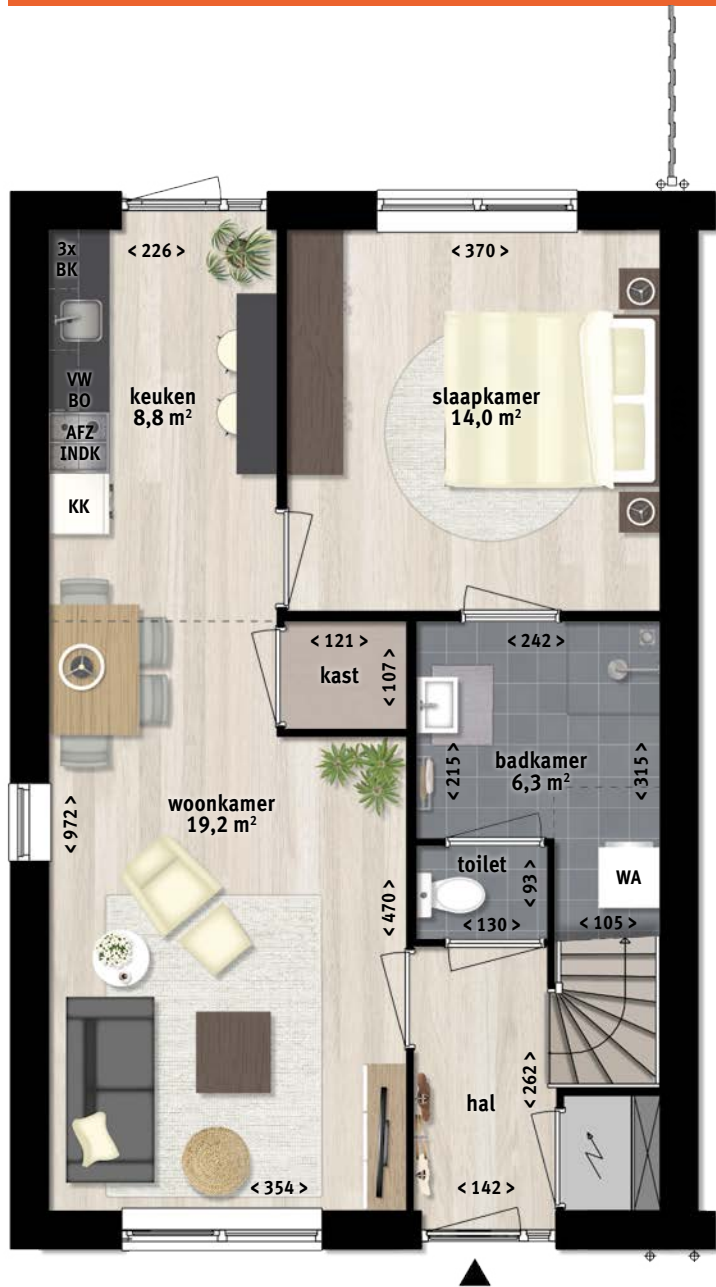 3x
BK
< 226 >
< 370 >
VW
BO
keuken
8,8 m²
slaapkamer
14,0 m²
AFZ
INDK
KK
< 121 >
kast
< 107 >
< 242 >
badkamer
6,3 m²
< 215 >
< 315 >
woonkamer
19,2 m²
< 972 >
toilet
< 93 >
< 130 >
WA
< 470 >
< 105 >
hal
< 262 >
< 354 >
< 142 >